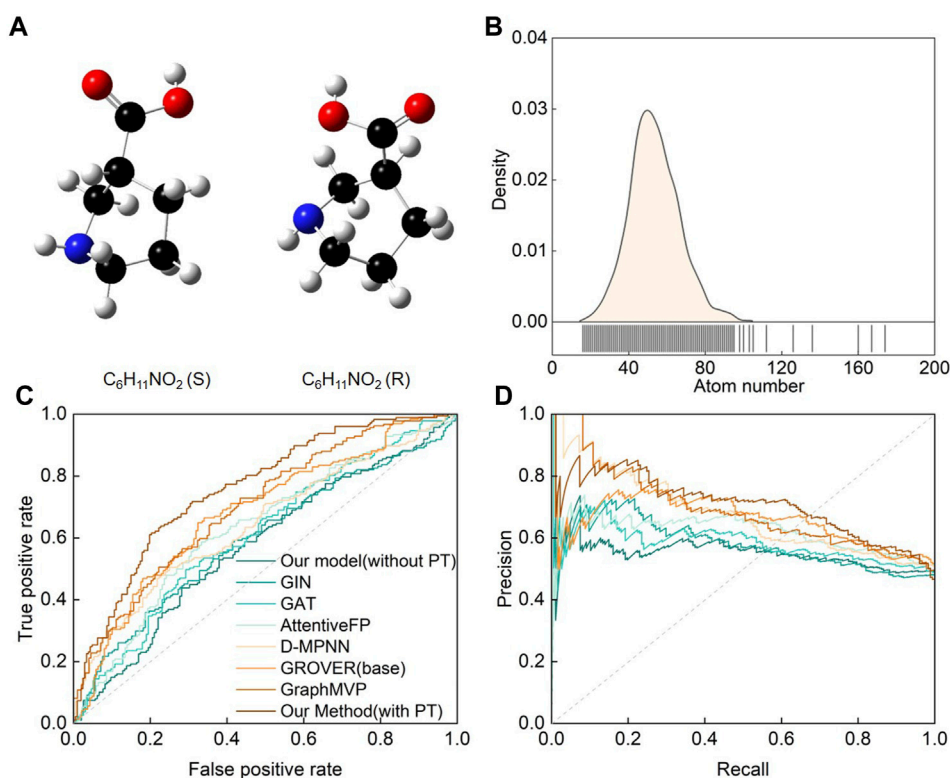 A
C₆H₁₁NO₂ (S)
C₆H₁₁NO₂ (R)
B
0.04
0.03
0.02
0.01
0.00
Density
0
40
80
120
160
200
Atom number
C
1.0
0.8
0.6
0.4
0.2
0.0
True positive rate
Our model(without PT)
GIN
GAT
AttentiveFP
D-MPNN
GROVER(base)
GraphMVP
Our Method(with PT)
0.0
0.2
0.4
0.6
0.8
1.0
False positive rate
D
1.0
0.8
0.6
0.4
0.2
0.0
Precision
0.0
0.2
0.4
0.6
0.8
1.0
Recall